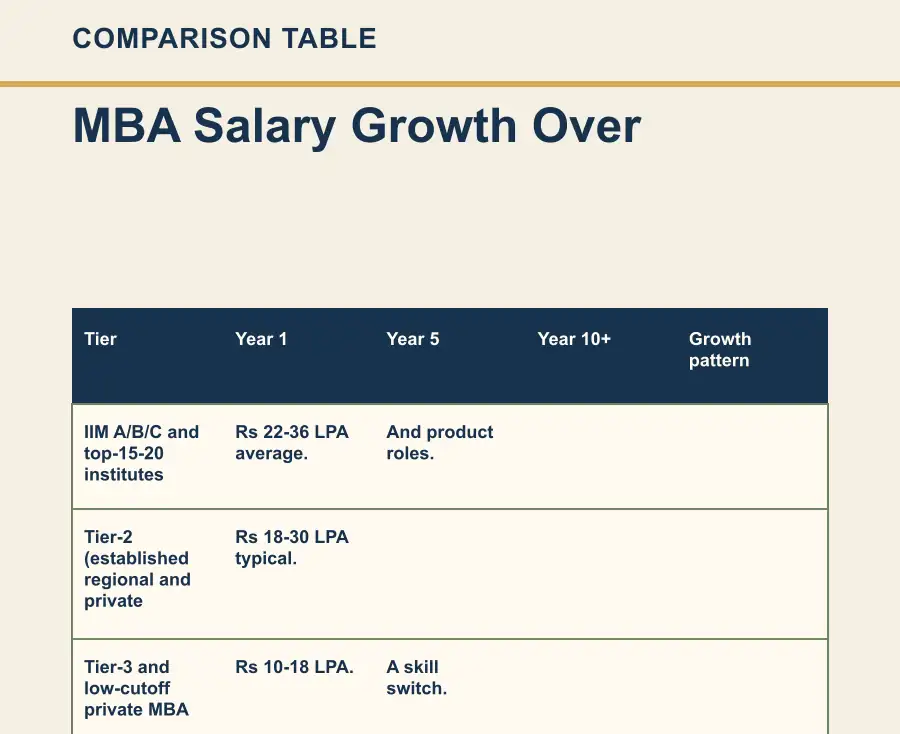 COMPARISON TABLE
MBA Salary Growth Over
Tier
Year 1
Year 5
Year 10+
Growth
pattern
IIM A/B/C and
top-15-20
institutes
Rs 22-36 LPA
average.
And product
roles.
Tier-2
(established
regional and
private
Rs 18-30 LPA
typical.
Tier-3 and
low-cutoff
private MBA
Rs 10-18 LPA.
A skill
switch.